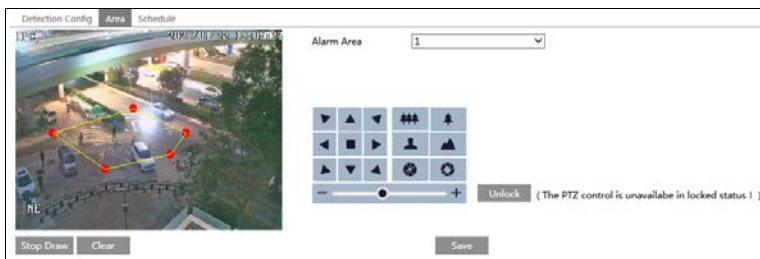 Detection Config Area Schedule
Alarm Area 1
NE
Unlock ( The PTZ control is unavailabe in locked status ! )
Stop Draw Clear Save